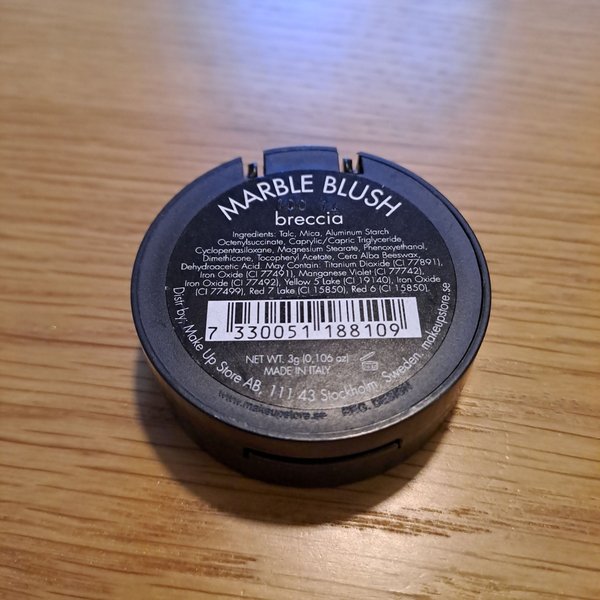 MARBLE BLUSH
breccia
Ingredients: Talc, Mica, Aluminum Starch
Octenylsuccinate, Caprylic/Capric Triglyceride,
Cyclopentasiloxane, Magnesium Stearate, Phenoxyethanol,
Dimethicone, Tocopheryl Acetate, Cera Alba Beeswax,
Dehydroacetic Acid. May Contain: Titanium Dioxide (CI 77891),
Iron Oxide (CI 77491), Manganese Violet (CI 77742),
Iron Oxide (CI 77492), Yellow 5 Lake (CI 19140), Iron Oxide
(CI 77499), Red 7 Lake (CI 15850), Red 6 (CI 15850),
7 330051 188109
NET WT. 3g (0.106 oz)
MADE IN ITALY
Distr by; Make Up Store AB, 111 43 Stockholm, Sweden. makeupstore.se
www.makeupstore.se REG. DESIGN